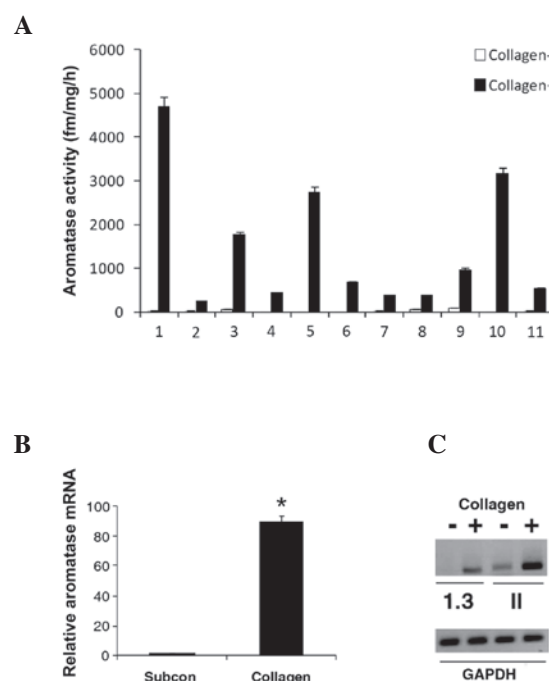 A
Aromatase activity (fm/mg/h)
6000
5000
4000
3000
2000
1000
0
Collagen-
Collagen-
1 2 3 4 5 6 7 8 9 10 11
B
Relative aromatase mRNA
100
80
60
40
20
0
*
Subcon Collagen
C
Collagen
- + - +
1.3 II
GAPDH